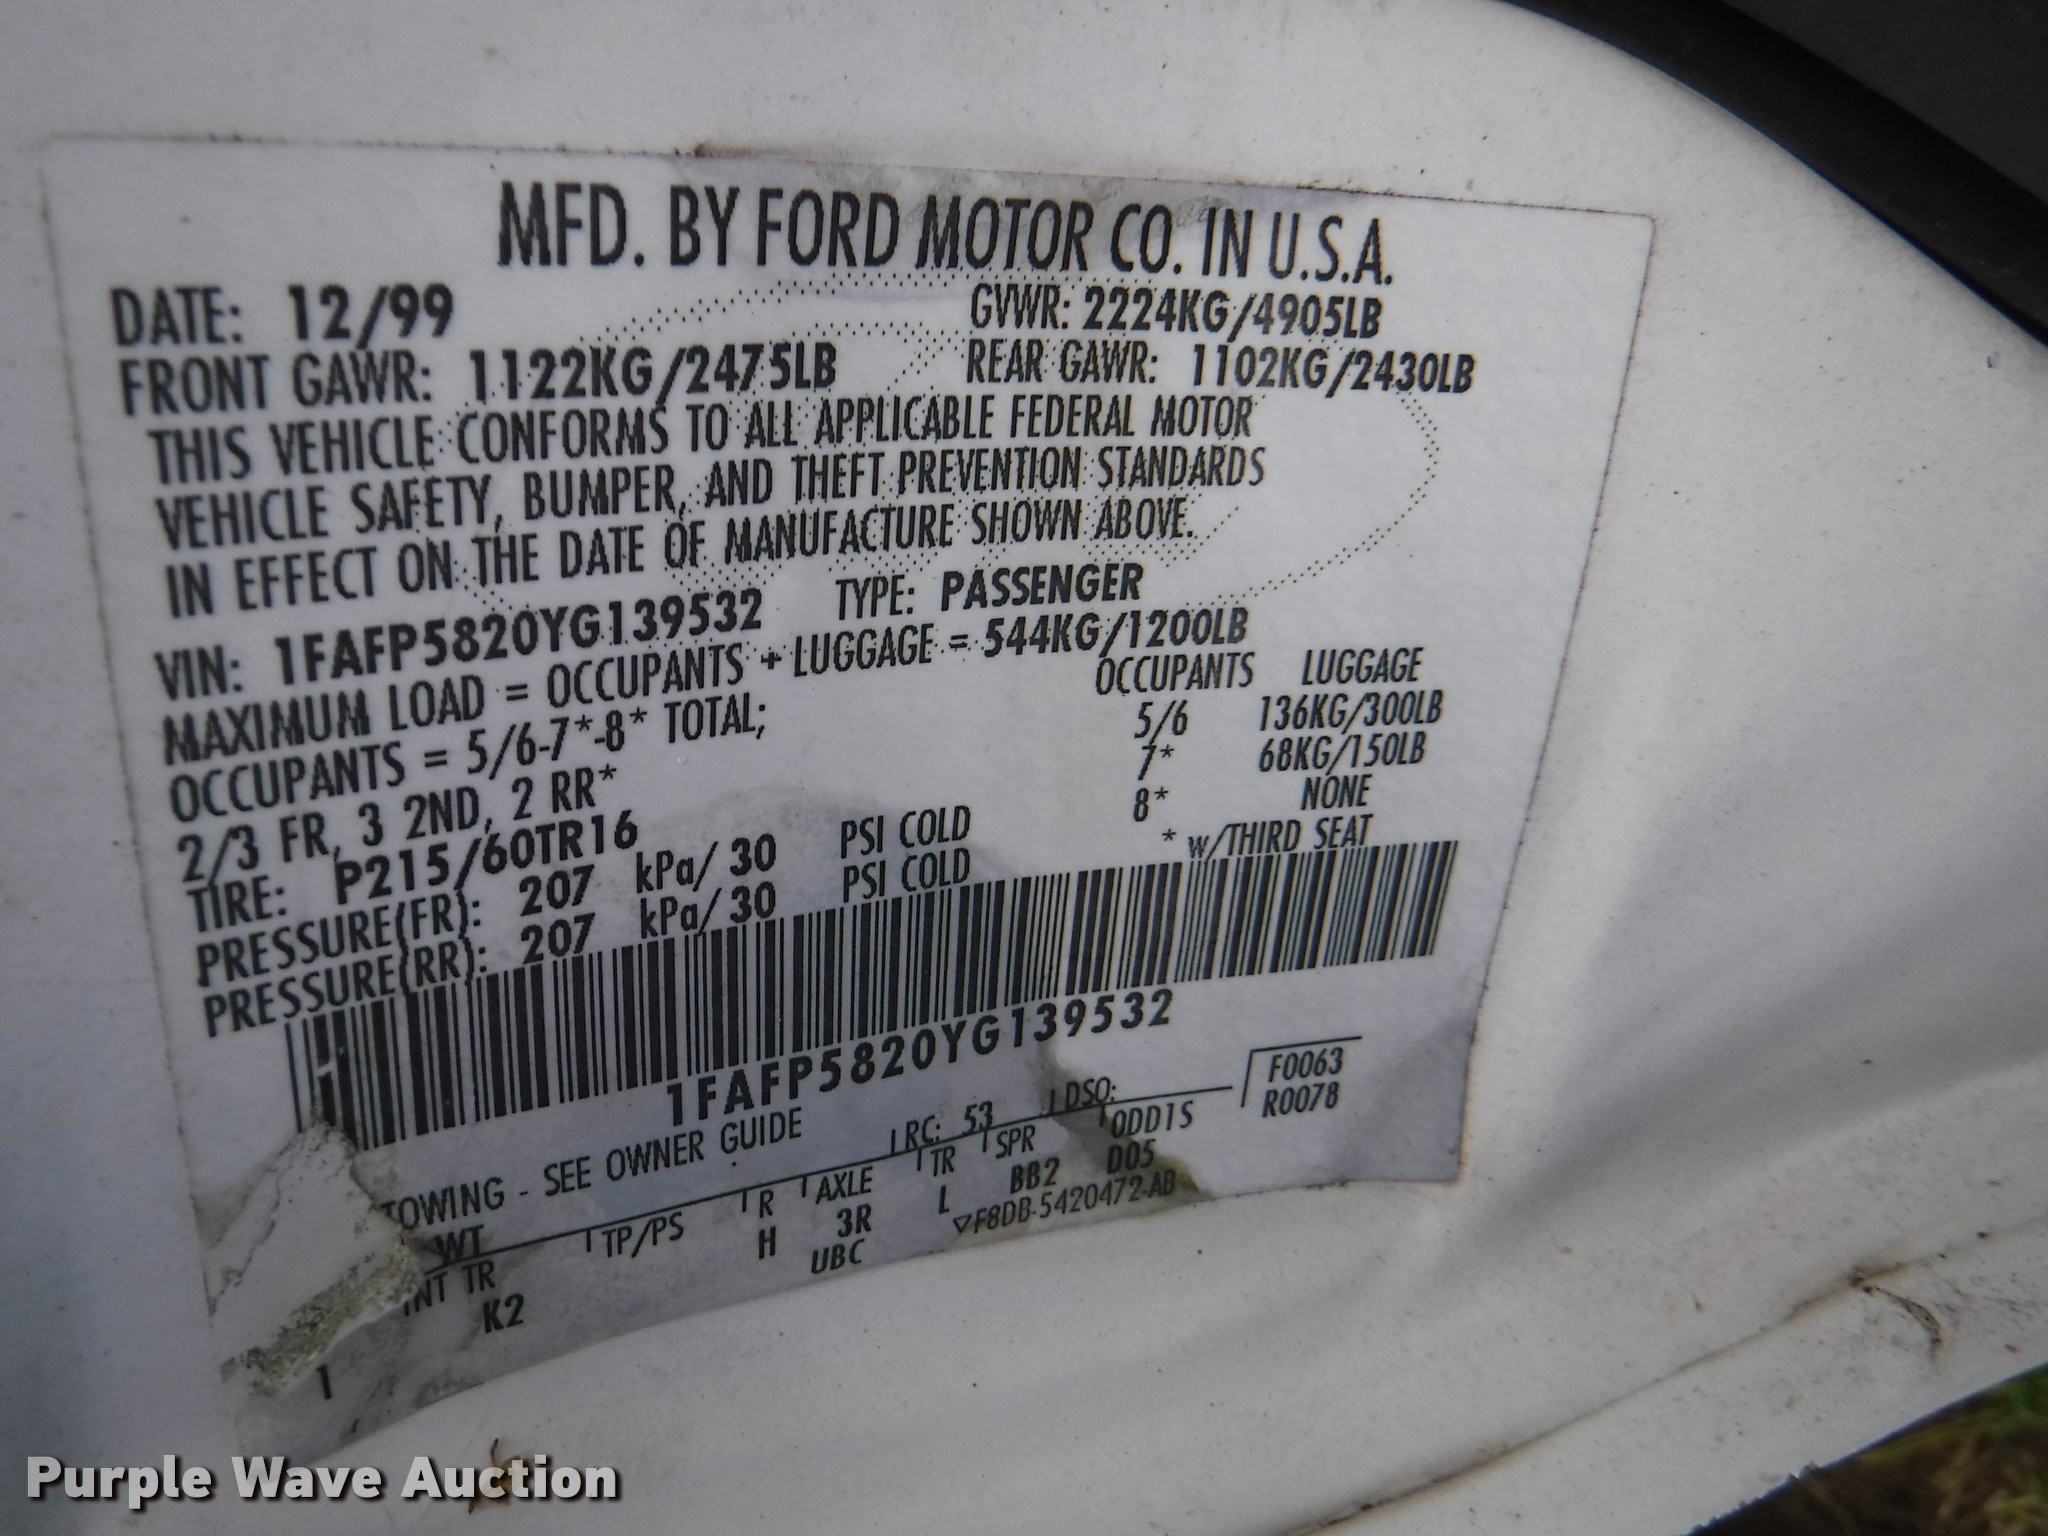 MFD. BY FORD MOTOR CO. IN U.S.A.
DATE: 12/99 GVWR: 2224KG/4905LB
FRONT GAWR: 1122KG/2475LB REAR GAWR: 1102KG/2430LB
THIS VEHICLE CONFORMS TO ALL APPLICABLE FEDERAL MOTOR
VEHICLE SAFETY, BUMPER, AND THEFT PREVENTION STANDARDS
IN EFFECT ON THE DATE OF MANUFACTURE SHOWN ABOVE.
VIN: 1FAFP5820YG139532 TYPE: PASSENGER
MAXIMUM LOAD = OCCUPANTS + LUGGAGE = 544KG/1200LB
OCCUPANTS = 5/6-7*-8* TOTAL; OCCUPANTS LUGGAGE
2/3 FR, 3 2ND, 2 RR* 5/6 136KG/300LB
TIRE: P215/60TR16 7* 68KG/150LB
PRESSURE(FR): 207 kPa/ 30 PSI COLD 8* NONE
PRESSURE(RR): 207 kPa/ 30 PSI COLD * W/THIRD SEAT
1FAFP5820YG139532
TOWING - SEE OWNER GUIDE RC: 53 DSO: F0063
WT TP/PS R AXLE TR SPR ODD1S R0078
H 3R L BB2 D05
INT TR UBC ▽F8DB-5420472-AB
K2
1
Purple Wave Auction